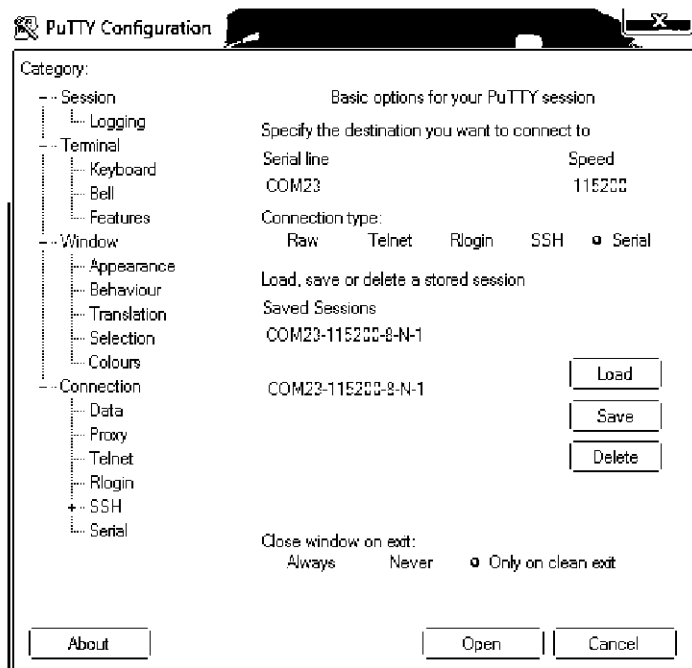 PuTTY Configuration
Category:
Session
Logging
Terminal
Keyboard
Bell
Features
Window
Appearance
Behaviour
Translation
Selection
Colours
Connection
Data
Proxy
Telnet
Rlogin
SSH
Serial
Basic options for your PuTTY session
Specify the destination you want to connect to
Serial line Speed
COM23 115200
Connection type:
Raw Telnet Rlogin SSH Serial
Load, save or delete a stored session
Saved Sessions
COM23-115200-8-N-1
COM23-115200-8-N-1
Load
Save
Delete
Close window on exit:
Always Never Only on clean exit
About Open Cancel